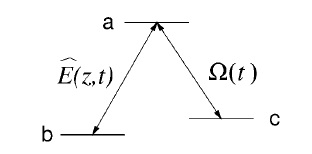 a
Ê(z,t) Ω(t)
b c